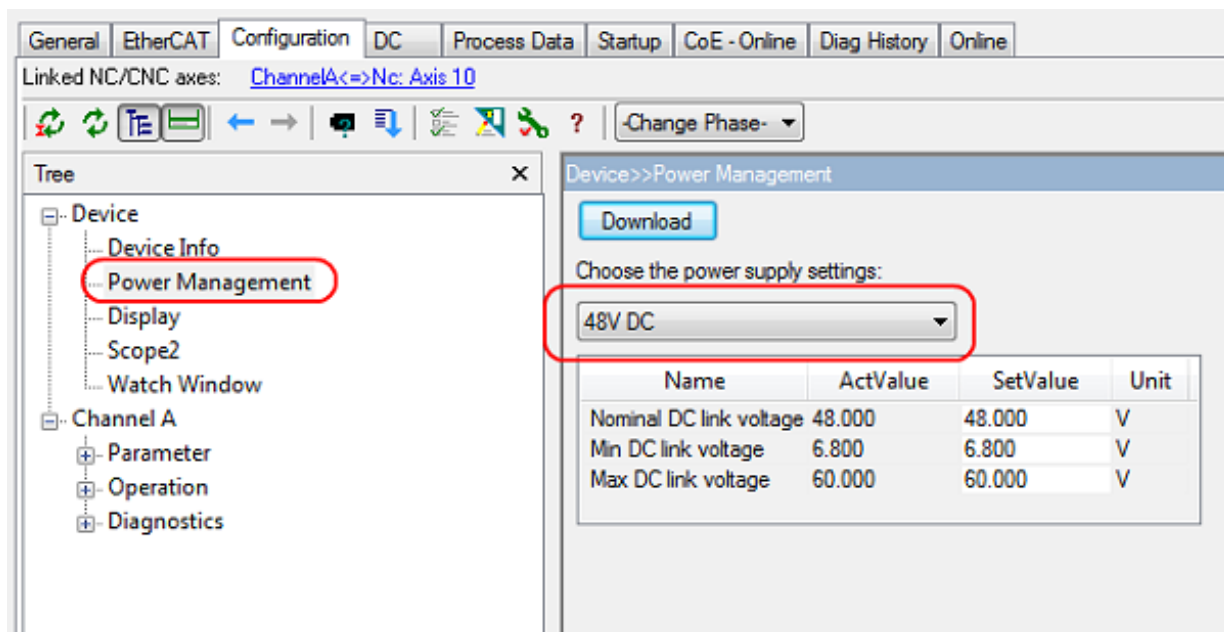 General EtherCAT Configuration DC Process Data Startup CoE - Online Diag History Online
Linked NC/CNC axes: ChannelA<=>Nc: Axis 10
? -Change Phase-
Tree
Device
Device Info
Power Management
Display
Scope2
Watch Window
Channel A
Parameter
Operation
Diagnostics
Device>>Power Management
Download
Choose the power supply settings:
48V DC
Name ActValue SetValue Unit
Nominal DC link voltage 48.000 48.000 V
Min DC link voltage 6.800 6.800 V
Max DC link voltage 60.000 60.000 V